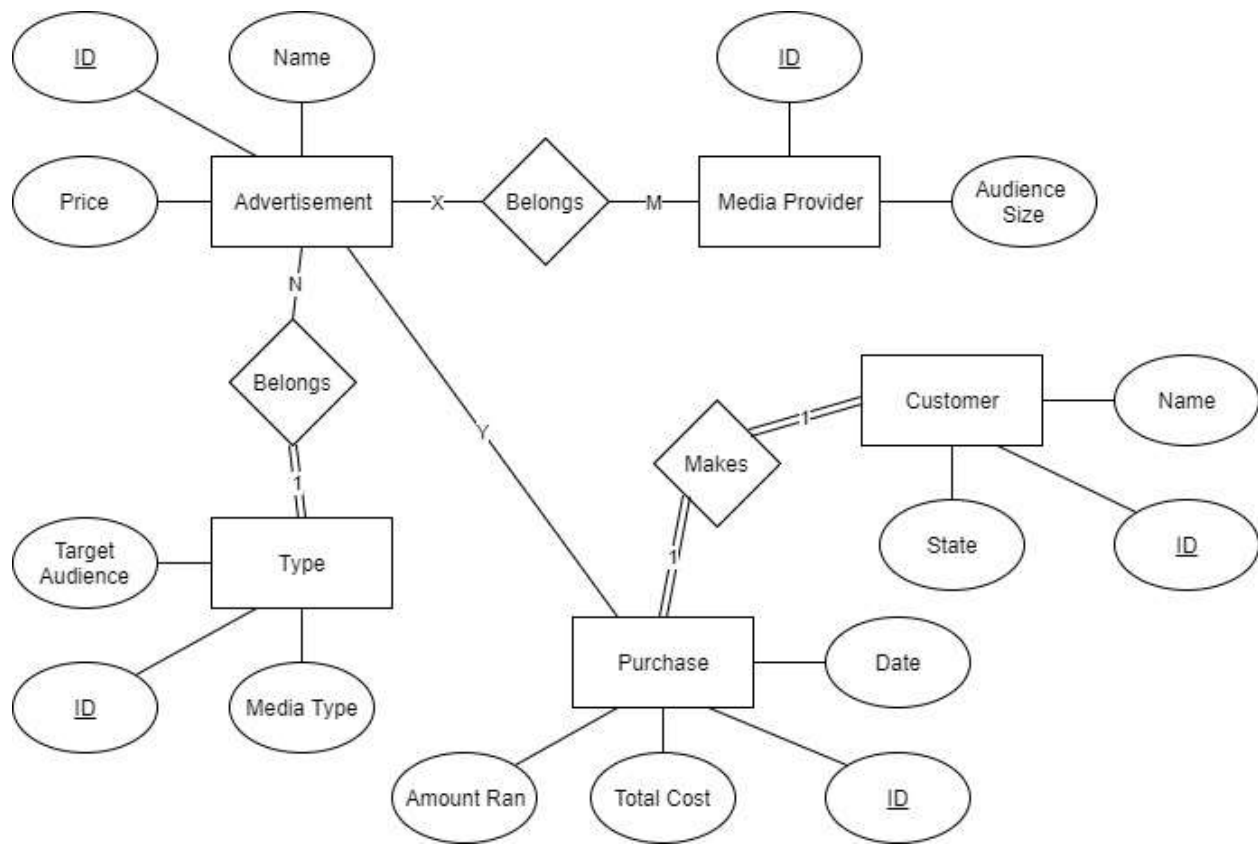 ID
Name
ID
Price
Advertisement
X
Belongs
M
Media Provider
Audience
Size
N
Belongs
Y
1
Customer
Name
Makes
1
1
Target
Audience
Type
State
ID
1
Purchase
Date
ID
Media Type
Amount Ran
Total Cost
ID